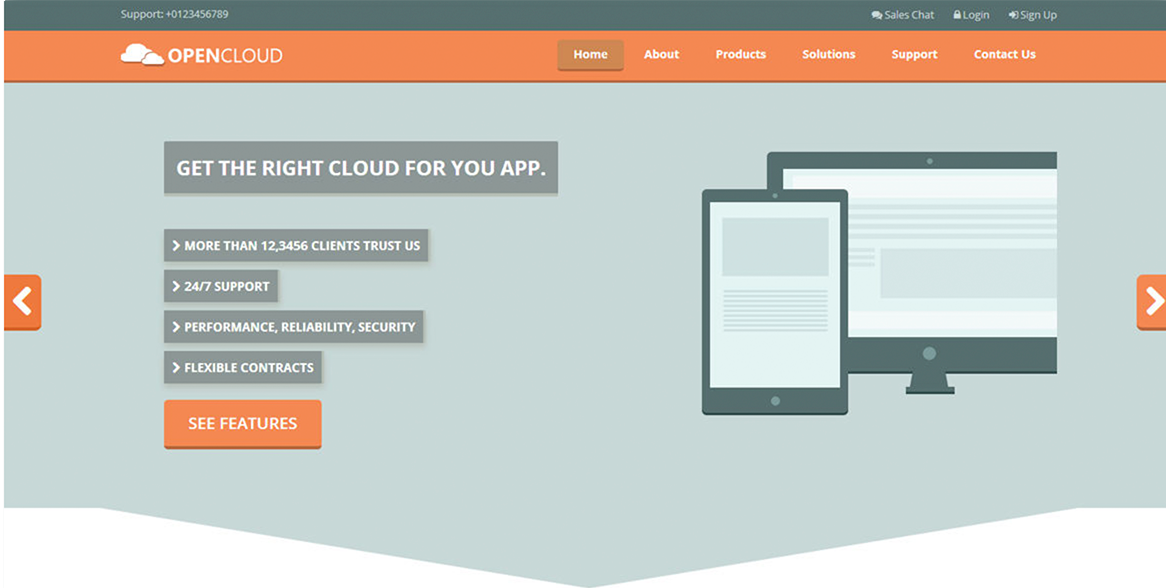 Support: +0123456789
Sales Chat Login Sign Up
OPENCLOUD
Home About Products Solutions Support Contact Us
GET THE RIGHT CLOUD FOR YOU APP.
MORE THAN 12,3456 CLIENTS TRUST US
24/7 SUPPORT
PERFORMANCE, RELIABILITY, SECURITY
FLEXIBLE CONTRACTS
SEE FEATURES